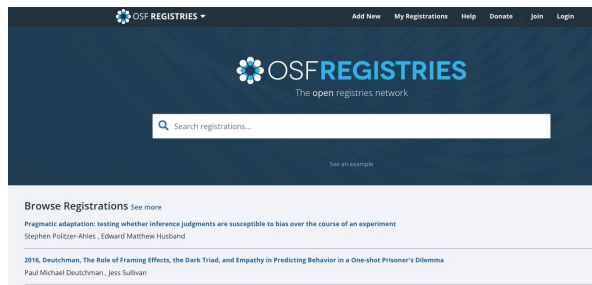 OSF REGISTRIES Add New My Registrations Help Donate Join Login
OSFREGISTRIES
The open registries network
Search registrations...
See an example
Browse Registrations See more
Pragmatic adaptation: testing whether inference judgments are susceptible to bias over the course of an experiment
Stephen Politzer-Ahles , Edward Matthew Husband
2016, Deutchman, The Role of Framing Effects, the Dark Triad, and Empathy in Predicting Behavior in a One-shot Prisoner's Dilemma
Paul Michael Deutchman , Jess Sullivan